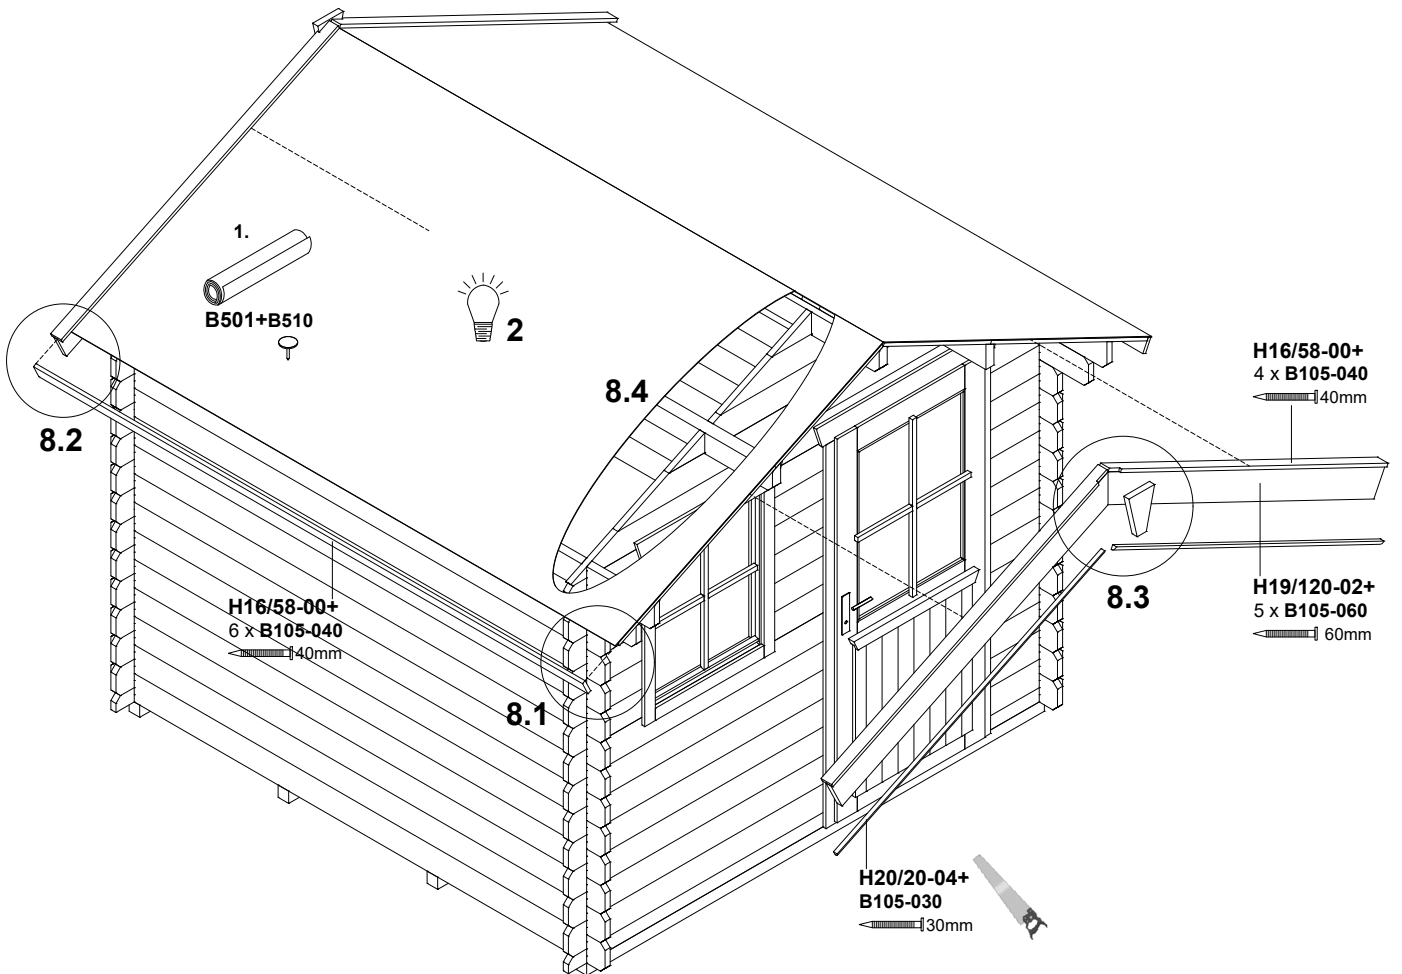 1.
B501+B510
2
8.4
8.2
H16/58-00+
4 x B105-040
40mm
8.3
H19/120-02+
5 x B105-060
60mm
H16/58-00+
6 x B105-040
40mm
8.1
H20/20-04+
B105-030
30mm